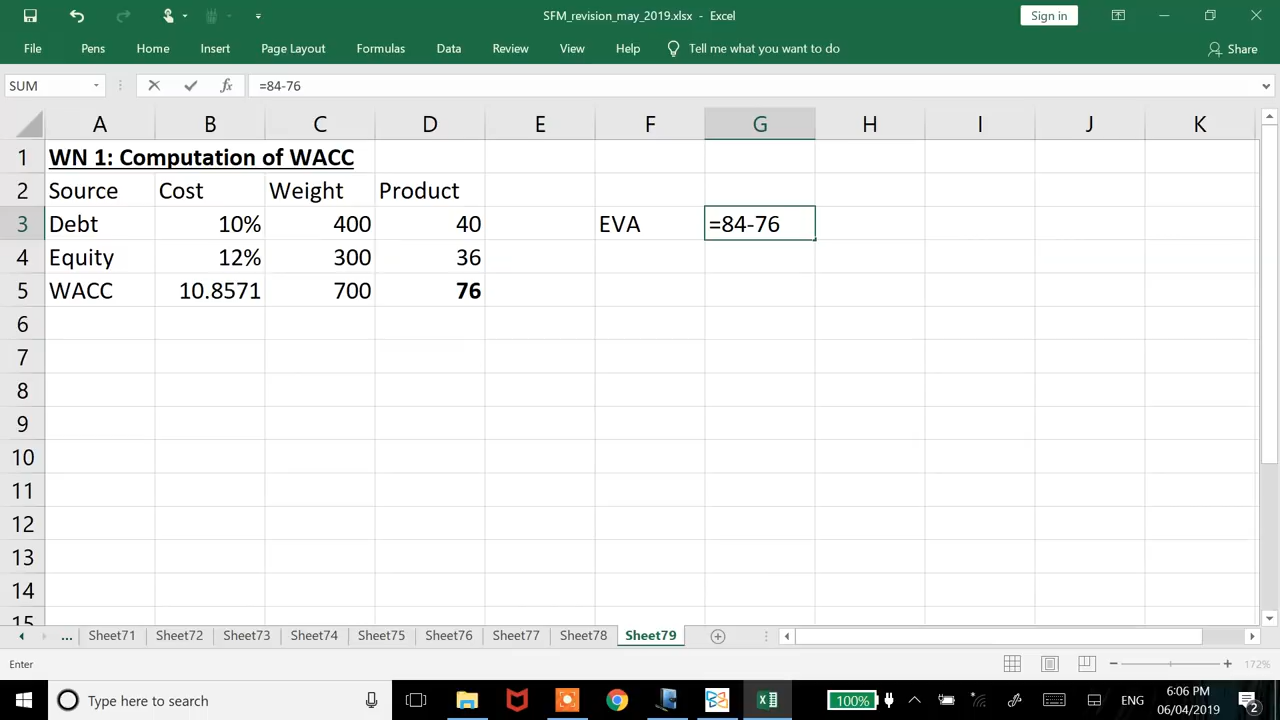 SFM_revision_may_2019.xlsx - Excel
Sign in
File Pens Home Insert Page Layout Formulas Data Review View Help Tell me what you want to do Share
SUM fx =84-76
A B C D E F G H I J K
1 WN 1: Computation of WACC
2 Source Cost Weight Product
3 Debt 10% 400 40 EVA =84-76
4 Equity 12% 300 36
5 WACC 10.8571 700 76
6
7
8
9
10
11
12
13
14
15
... Sheet71 Sheet72 Sheet73 Sheet74 Sheet75 Sheet76 Sheet77 Sheet78 Sheet79
Enter 172%
Type here to search 100% ENG 6:06 PM 2
06/04/2019